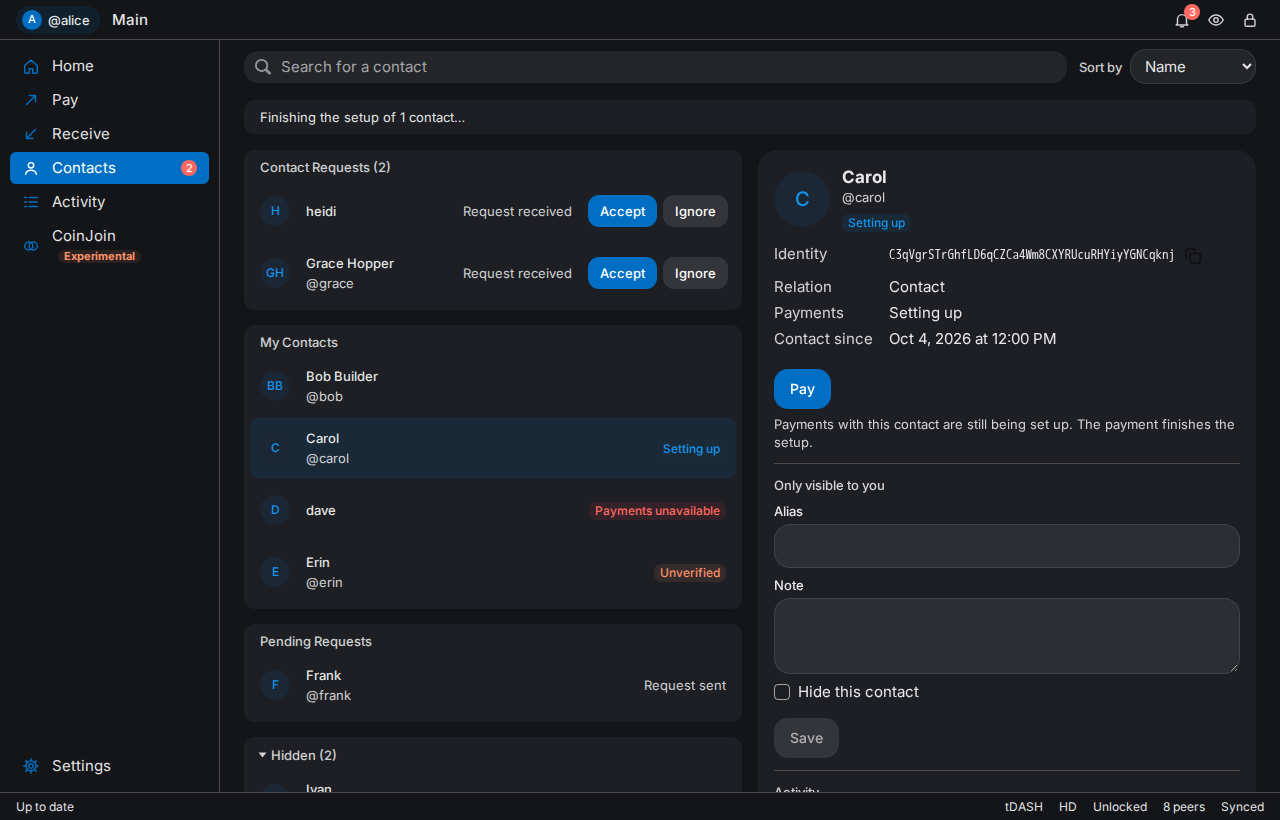 A @alice Main
3
Home
Pay
Receive
Contacts 2
Activity
CoinJoin
Experimental
Settings
Search for a contact
Sort by Name
Finishing the setup of 1 contact...
Contact Requests (2)
H heidi Request received Accept Ignore
GH Grace Hopper
@grace
Request received Accept Ignore
My Contacts
BB Bob Builder
@bob
C Carol
@carol
Setting up
D dave Payments unavailable
E Erin
@erin
Unverified
Pending Requests
F Frank
@frank
Request sent
Hidden (2)
Ivan
C Carol
@carol
Setting up
Identity C3qVgrSTrGhfLD6qCZCa4Wm8CXYRUcuRHYiyYGNCqknj
Relation Contact
Payments Setting up
Contact since Oct 4, 2026 at 12:00 PM
Pay
Payments with this contact are still being set up. The payment finishes the
setup.
Only visible to you
Alias
Note
Hide this contact
Save
Activity
Up to date
tDASH HD Unlocked 8 peers Synced